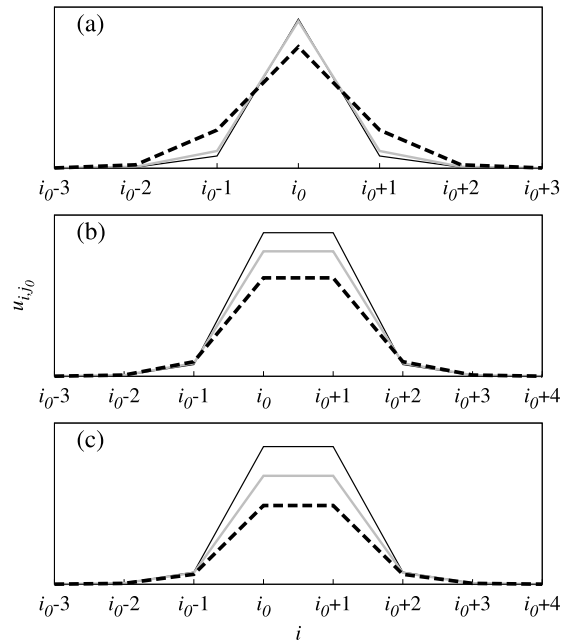 (a)
i₀-3 i₀-2 i₀-1 i₀ i₀+1 i₀+2 i₀+3
(b)
u_{i,j₀}
i₀-3 i₀-2 i₀-1 i₀ i₀+1 i₀+2 i₀+3 i₀+4
(c)
i₀-3 i₀-2 i₀-1 i₀ i₀+1 i₀+2 i₀+3 i₀+4
i